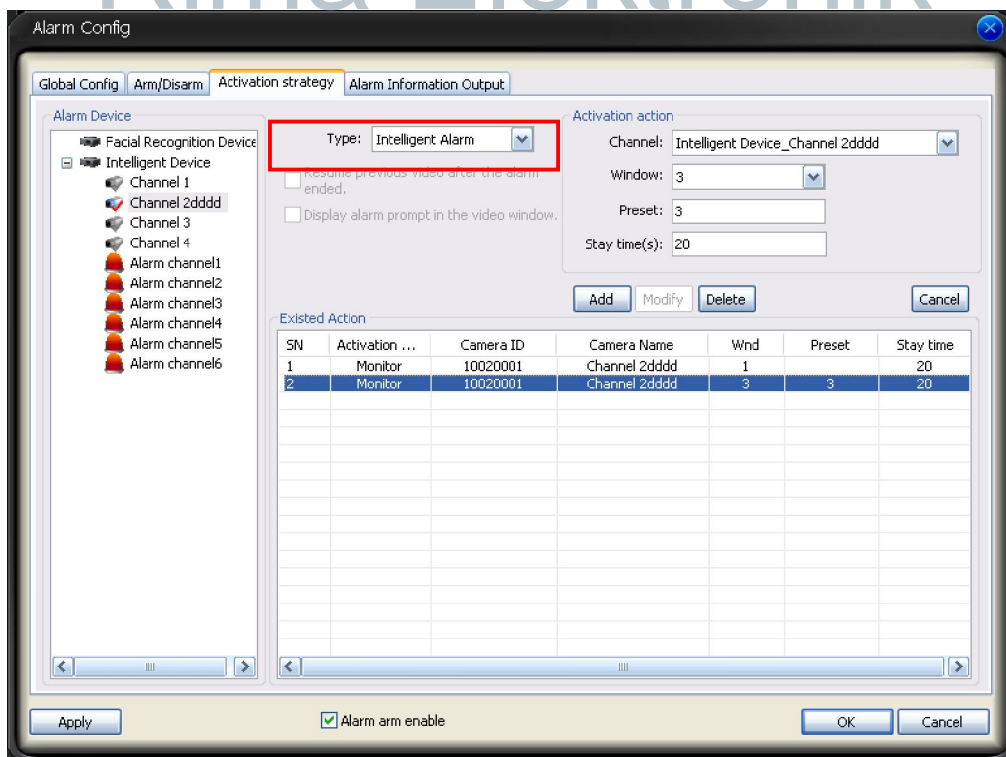 Rima Elektronik
Alarm Config
Global Config Arm/Disarm Activation strategy Alarm Information Output
Alarm Device
Facial Recognition Device
Intelligent Device
Channel 1
Channel 2dddd
Channel 3
Channel 4
Alarm channel1
Alarm channel2
Alarm channel3
Alarm channel4
Alarm channel5
Alarm channel6
Type: Intelligent Alarm
Resume previous video after the alarm
ended.
Display alarm prompt in the video window.
Activation action
Channel: Intelligent Device_Channel 2dddd
Window: 3
Preset: 3
Stay time(s): 20
Add Modify Delete Cancel
Existed Action
SN Activation ... Camera ID Camera Name Wnd Preset Stay time
1 Monitor 10020001 Channel 2dddd 1 20
2 Monitor 10020001 Channel 2dddd 3 3 20
Apply Alarm arm enable OK Cancel